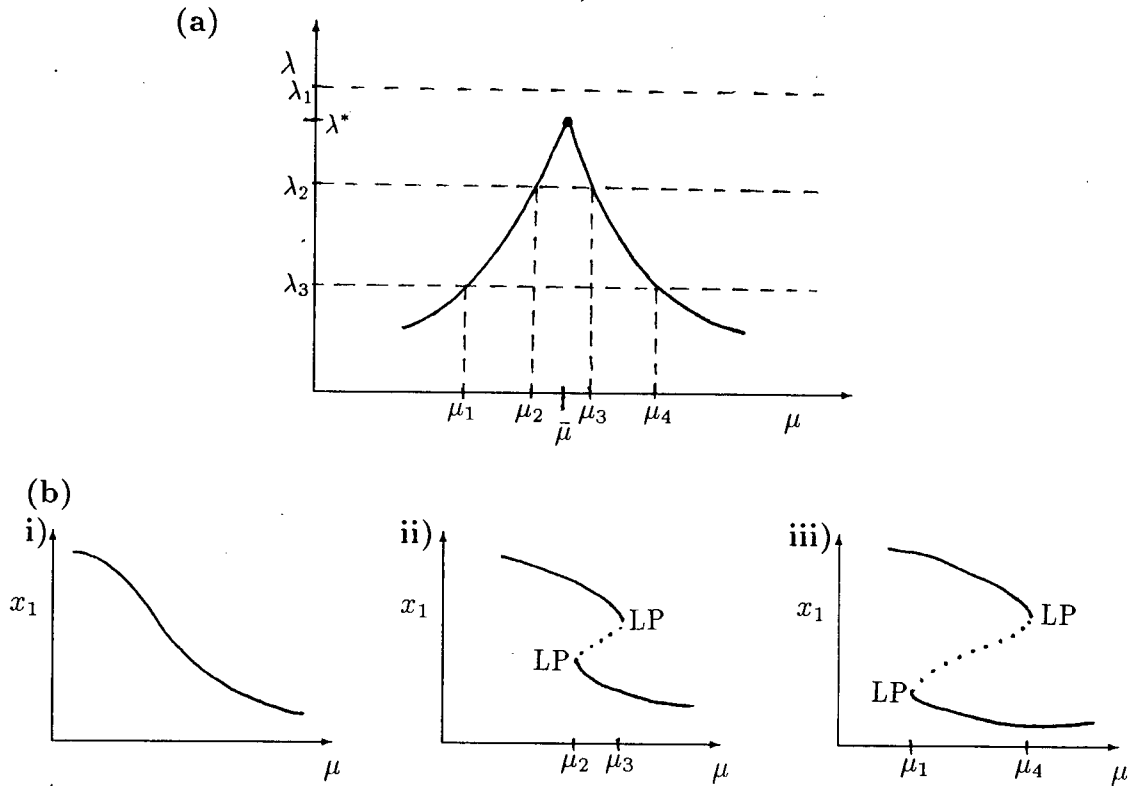 (a)
λ
λ₁
λ*
λ₂
λ₃
μ₁ μ₂ μ̄ μ₃ μ₄ μ
(b)
i) ii) iii)
x₁ x₁ x₁
LP LP
LP LP
μ₂ μ₃ μ₁ μ₄
μ μ μ